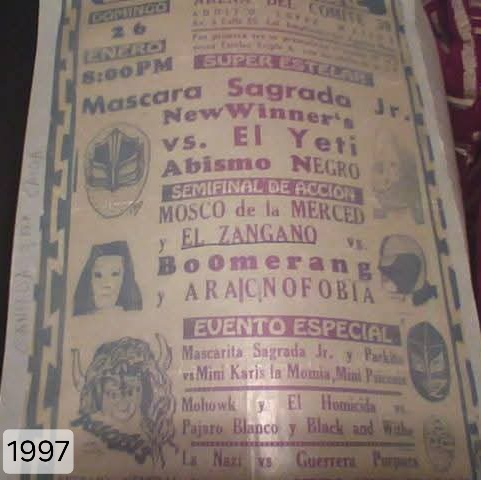 ARENA DEL COMITE 39
DOMINGO
26
ENERO
8:00PM
SUPER ESTELAR
Mascara Sagrada Jr.
NewWinner's
vs. El Yeti
Abismo NEGRO
SEMIFINAL DE ACCION
MOSCO de la MERCED
y EL ZANGANO vs.
BoOmerang
y ARACNOFOBIA
EVENTO ESPECIAL
Mascarita Sagrada Jr. y Parkita
vs Mini Karis la Momia, Mini Psicosis
Mohowk y El Homicida vs.
Pajaro Blanco y Black and Withe
La Nazi vs Guerrera Purpura
1997